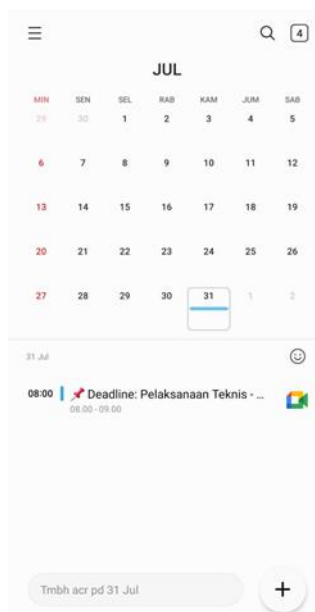 4
JUL
MIN SEN SEL RAB KAM JUM SAB
29 30 1 2 3 4 5
6 7 8 9 10 11 12
13 14 15 16 17 18 19
20 21 22 23 24 25 26
27 28 29 30 31 1 2
31 Jul
08:00 📌 Deadline: Pelaksanaan Teknis - ...
08.00 - 09.00
Tmbh acr pd 31 Jul